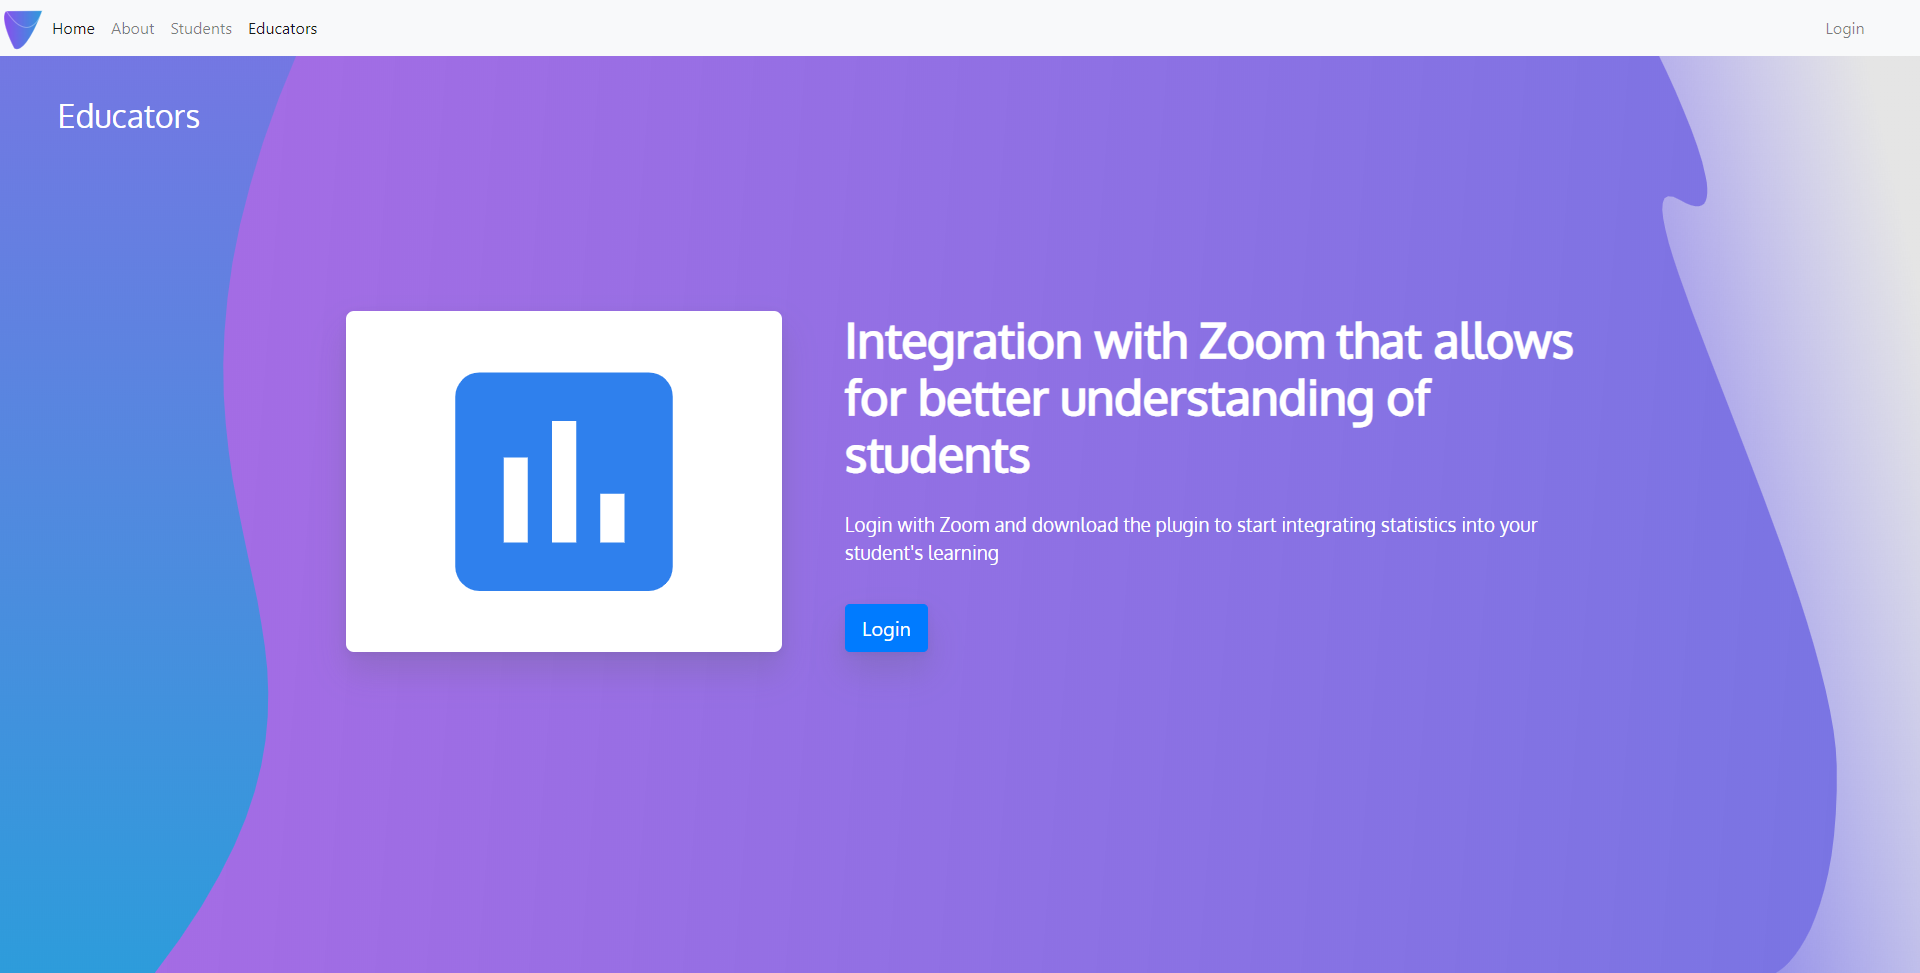 Home About Students Educators Login
Educators
Integration with Zoom that allows
for better understanding of
students
Login with Zoom and download the plugin to start integrating statistics into your
student's learning
Login